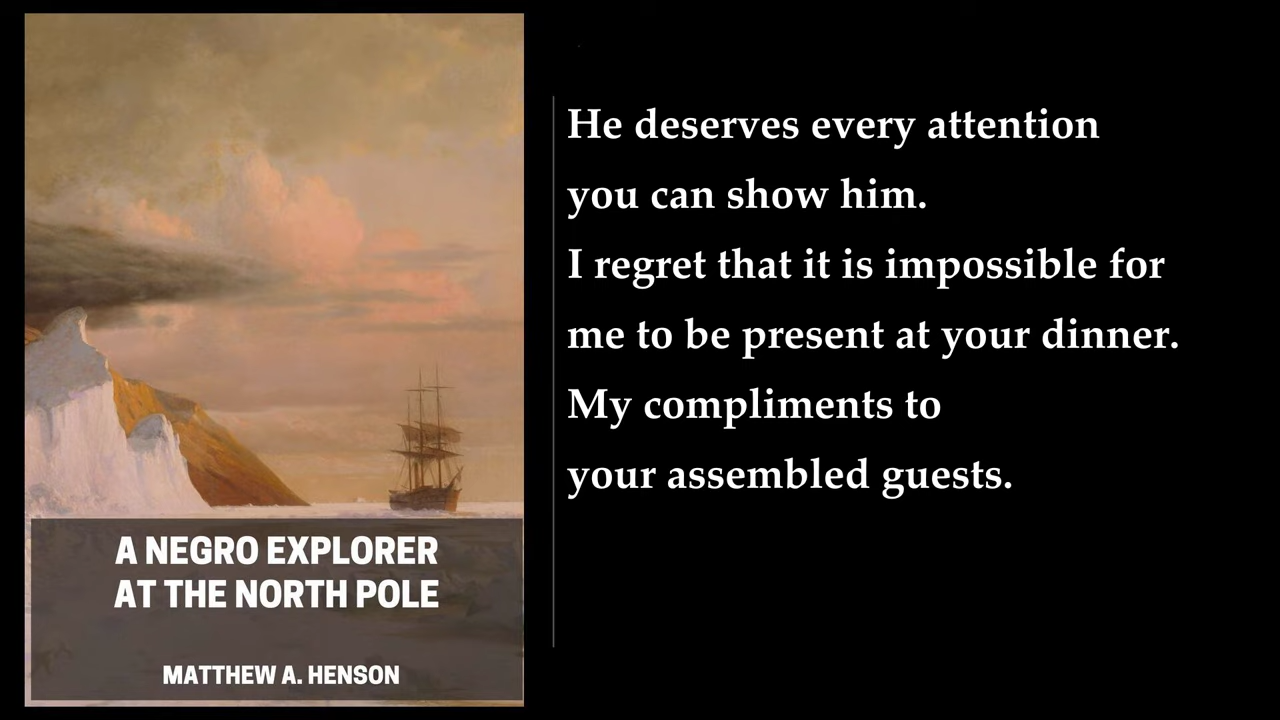 He deserves every attention
you can show him.
I regret that it is impossible for
me to be present at your dinner.
My compliments to
your assembled guests.
A NEGRO EXPLORER
AT THE NORTH POLE
MATTHEW A. HENSON